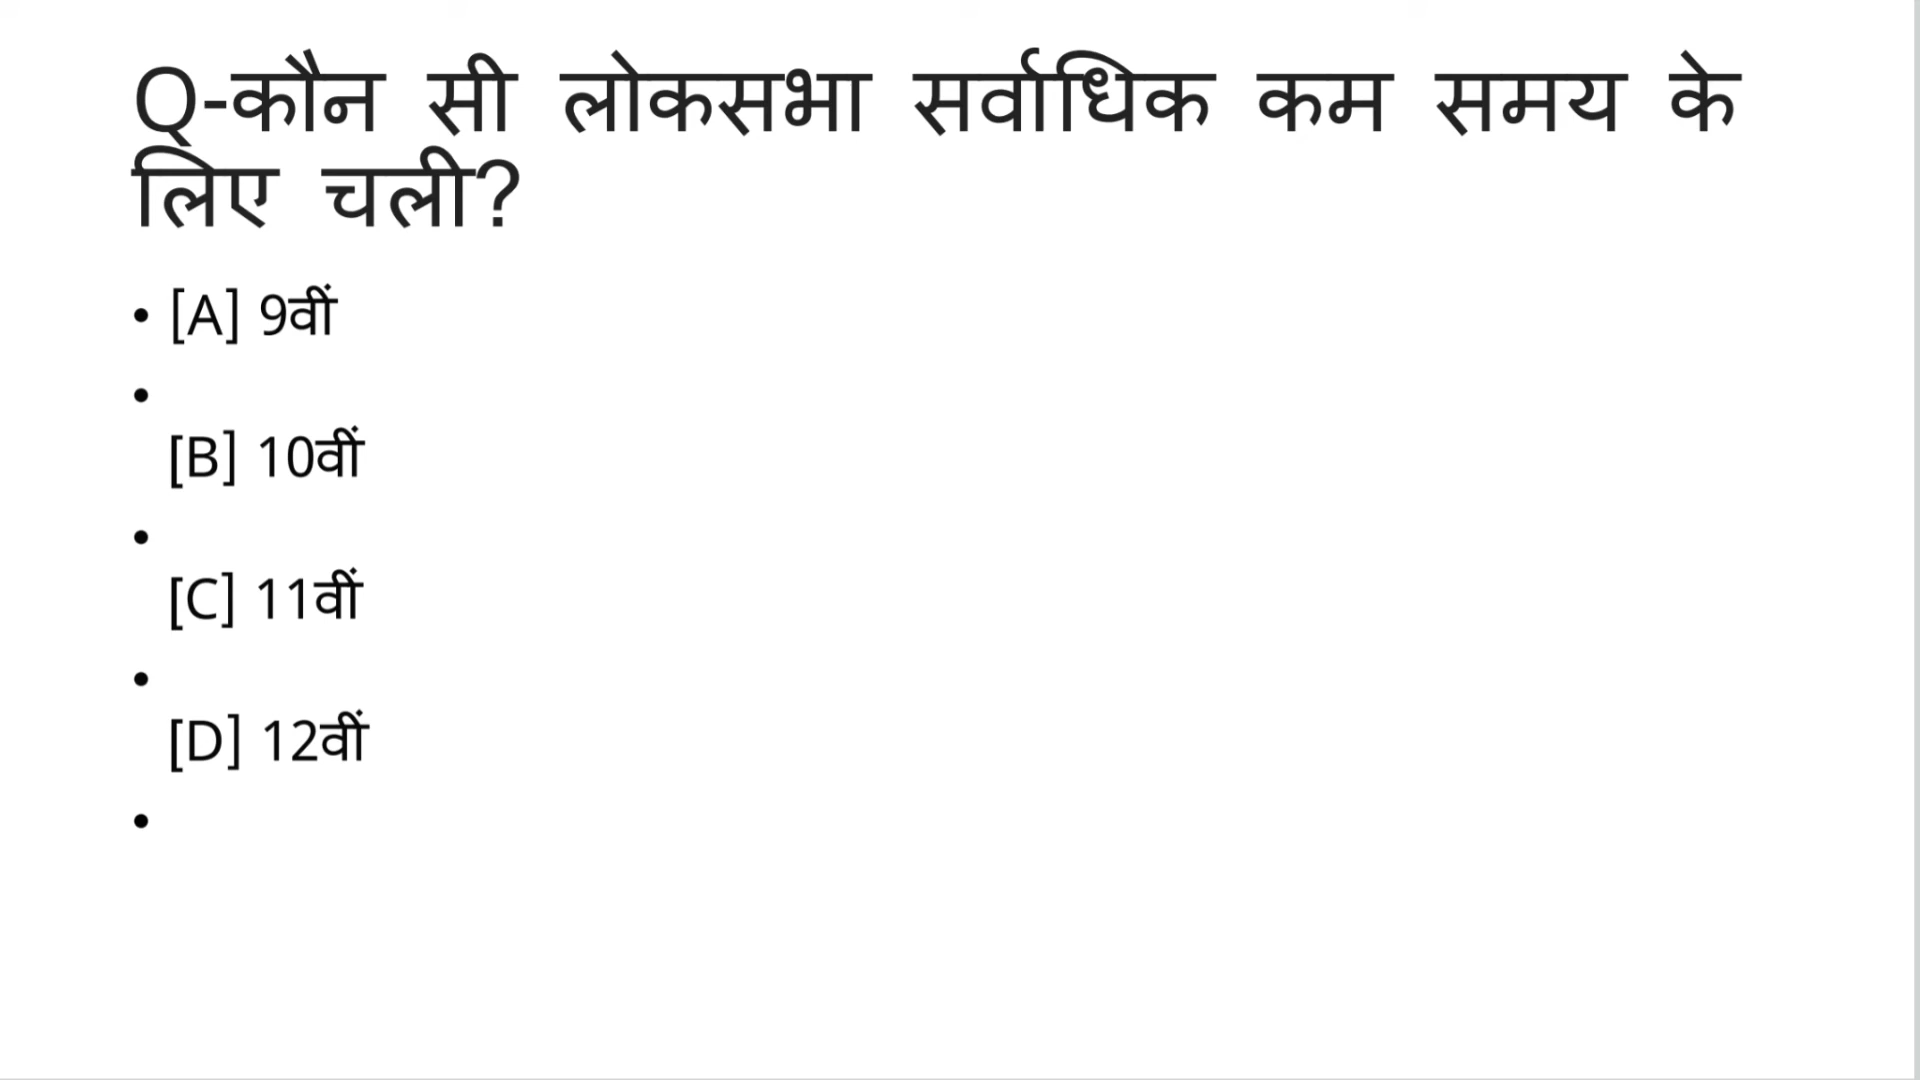 Q-कौन सी लोकसभा सर्वाधिक कम समय के
लिए चली?
• [A] 9वीं
•
[B] 10वीं
•
[C] 11वीं
•
[D] 12वीं
•